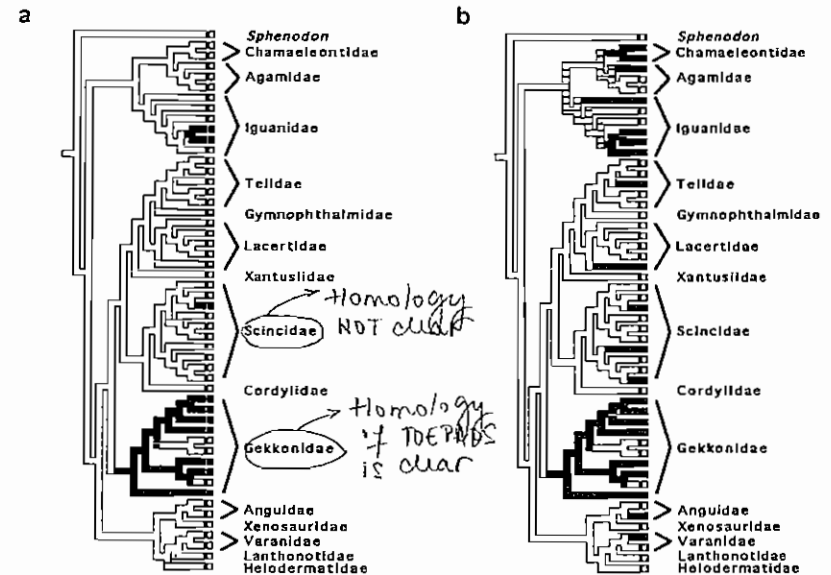 a
Sphenodon
Chamaeleontidae
Agamidae
Iguanidae
Teiidae
Gymnophthalmidae
Lacertidae
Xantusiidae
Homology
NOT clear
Scincidae
Cordylidae
Homology
if TOEPADS
is clear
Gekkonidae
Anguidae
Xenosauridae
Varanidae
Lanthonotidae
Helodermatidae
b
Sphenodon
Chamaeleontidae
Agamidae
Iguanidae
Teiidae
Gymnophthalmidae
Lacertidae
Xantusiidae
Scincidae
Cordylidae
Gekkonidae
Anguidae
Xenosauridae
Varanidae
Lanthonotidae
Helodermatidae